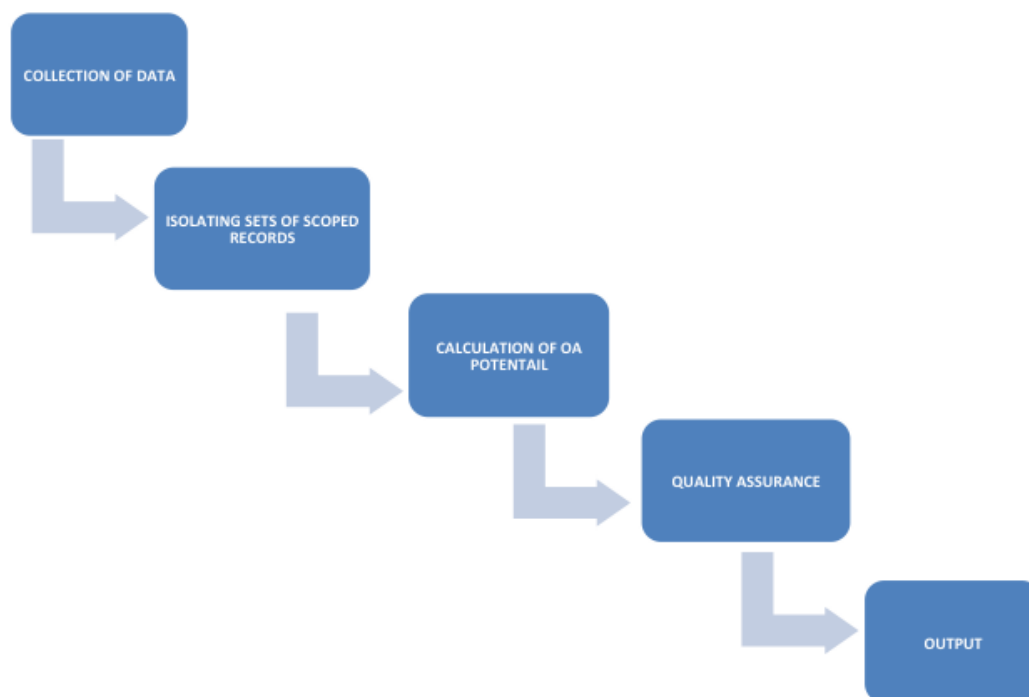 COLLECTION OF DATA
ISOLATING SETS OF SCOPED
RECORDS
CALCULATION OF OA
POTENTAIL
QUALITY ASSURANCE
OUTPUT